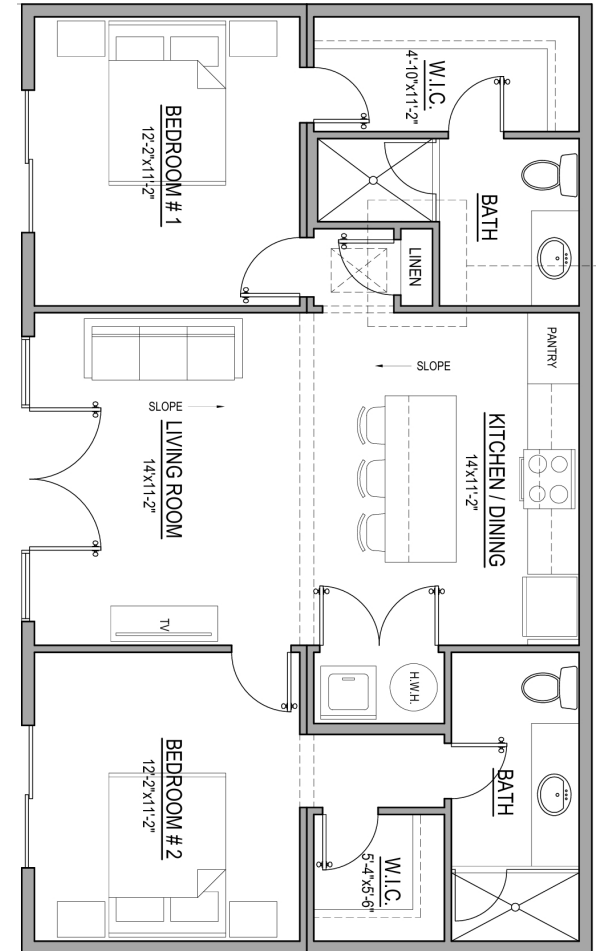 W.I.C.
4'-10"x11'-2"
BEDROOM # 1
12'-2"x11'-2"
BATH
LINEN
PANTRY
SLOPE
SLOPE
LIVING ROOM
14'x11-2"
KITCHEN / DINING
14'x11'-2"
TV
H.W.H.
BEDROOM # 2
12'-2"x11'-2"
BATH
W.I.C.
5'-4"x5'-6"